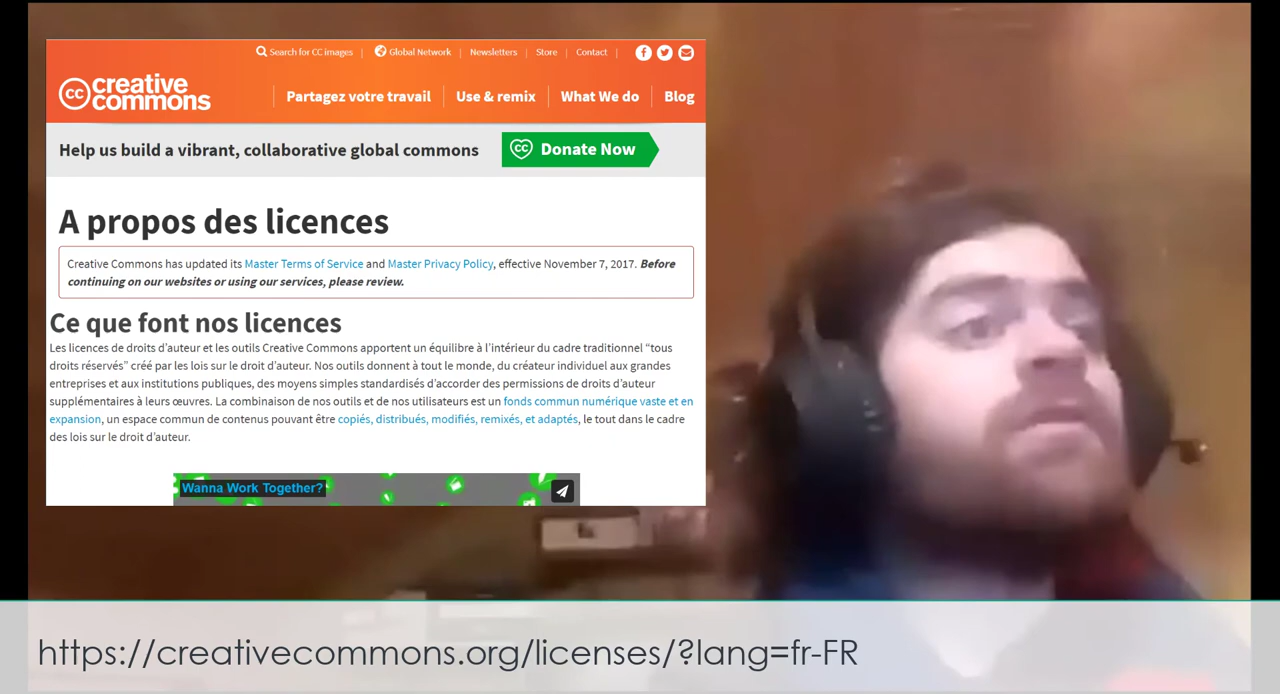 Search for CC images | Global Network | Newsletters | Store | Contact |
cc creative commons
Partagez votre travail | Use & remix | What We do | Blog
Help us build a vibrant, collaborative global commons
cc Donate Now
A propos des licences
Creative Commons has updated its Master Terms of Service and Master Privacy Policy, effective November 7, 2017. Before
continuing on our websites or using our services, please review.
Ce que font nos licences
Les licences de droits d’auteur et les outils Creative Commons apportent un équilibre à l’intérieur du cadre traditionnel “tous
droits réservés” créé par les lois sur le droit d’auteur. Nos outils donnent à tout le monde, du créateur individuel aux grandes
entreprises et aux institutions publiques, des moyens simples standardisés d’accorder des permissions de droits d’auteur
supplémentaires à leurs œuvres. La combinaison de nos outils et de nos utilisateurs est un fonds commun numérique vaste et en
expansion, un espace commun de contenus pouvant être copiés, distribués, modifiés, remixés, et adaptés, le tout dans le cadre
des lois sur le droit d’auteur.
Wanna Work Together?
https://creativecommons.org/licenses/?lang=fr-FR